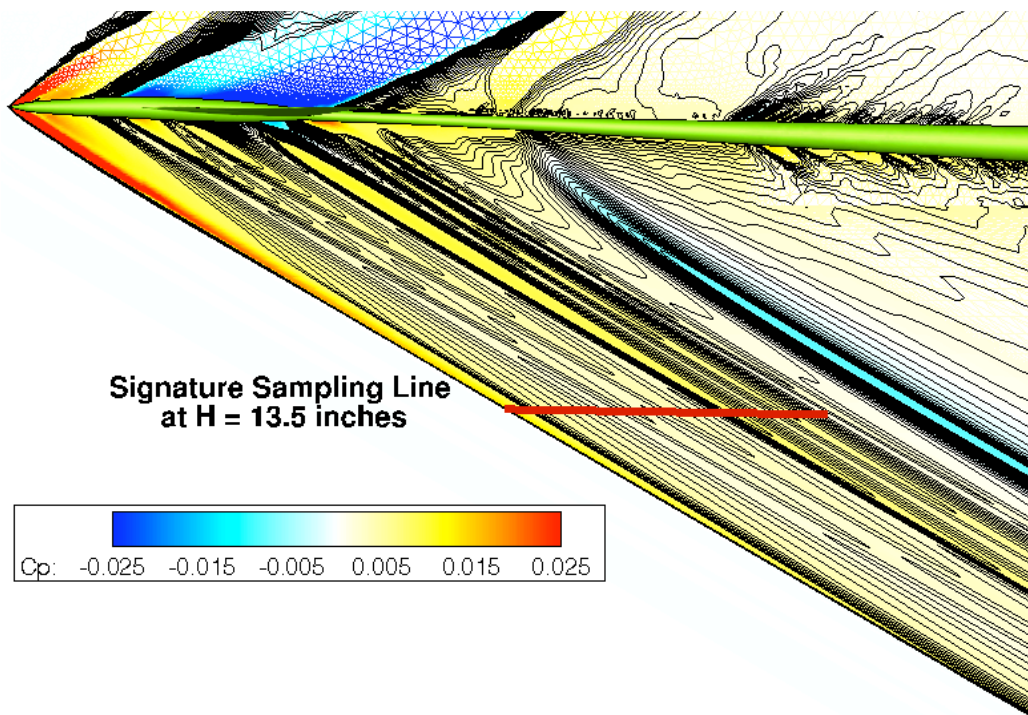 Signature Sampling Line
at H = 13.5 inches
Cp: -0.025 -0.015 -0.005 0.005 0.015 0.025